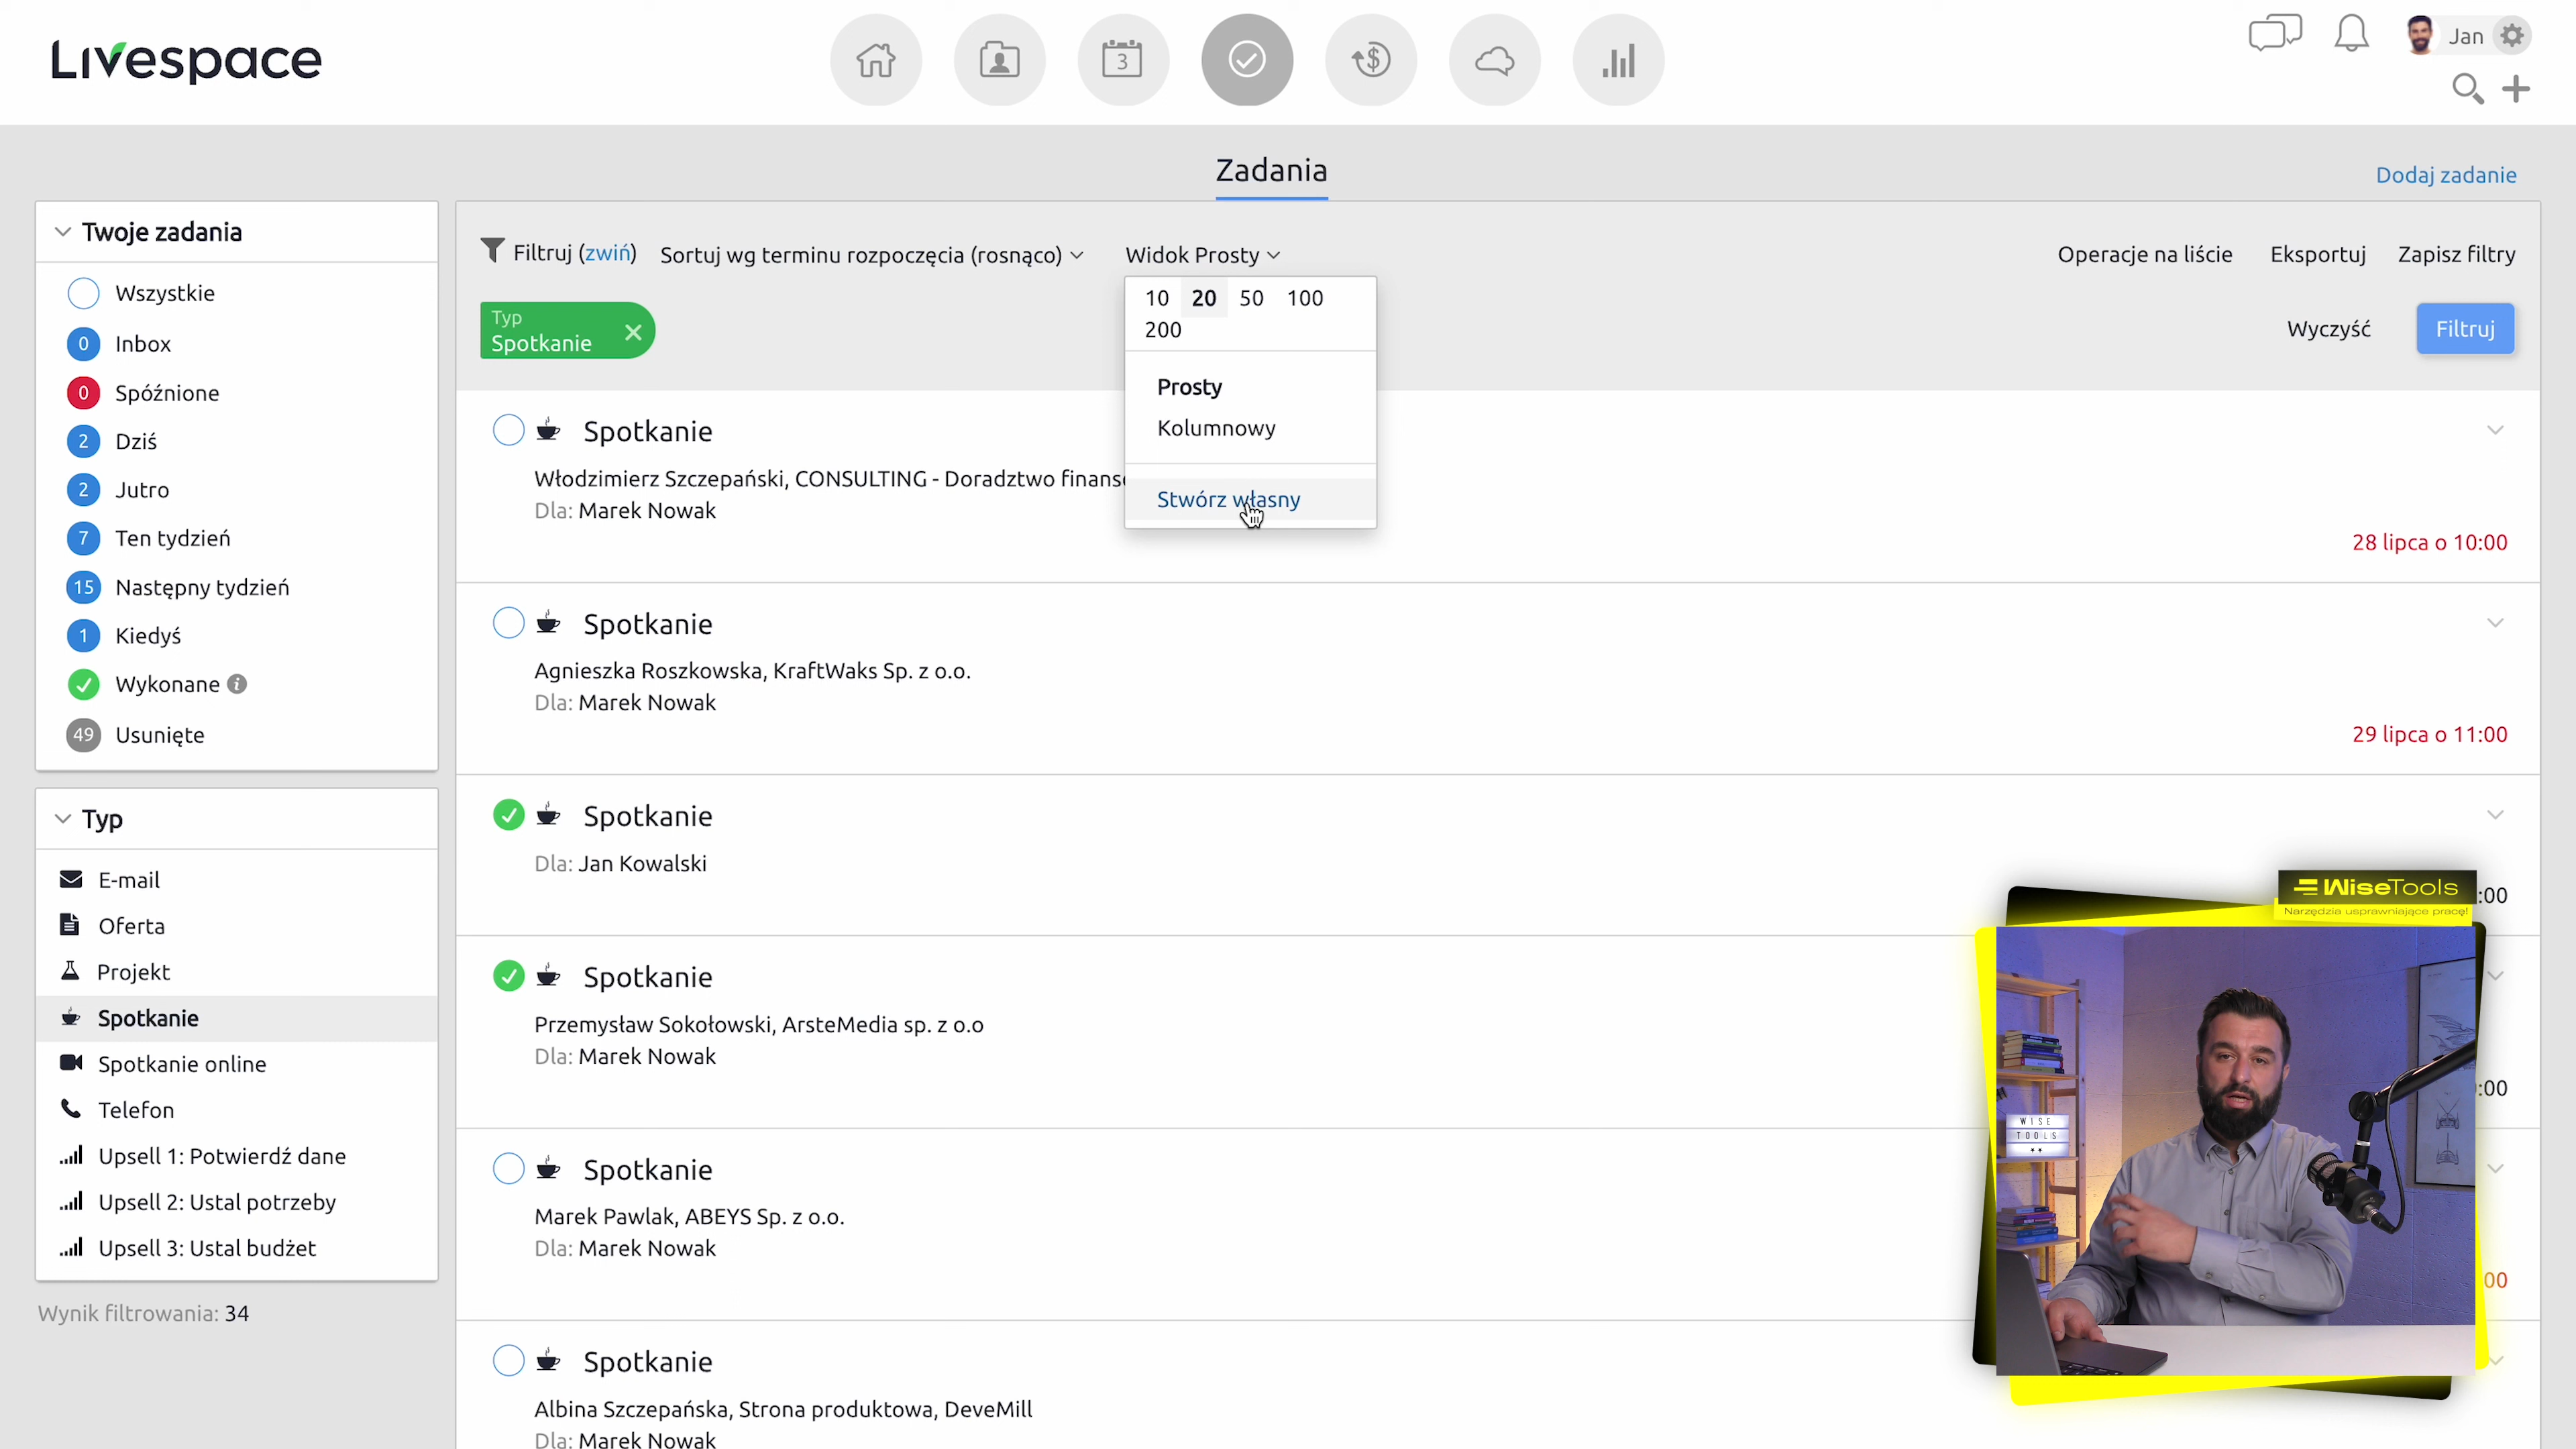 Livespace
3
Jan
Zadania
Dodaj zadanie
Twoje zadania
Wszystkie
0 Inbox
0 Spóźnione
2 Dziś
2 Jutro
7 Ten tydzień
15 Następny tydzień
1 Kiedyś
Wykonane i
49 Usunięte
Typ
E-mail
Oferta
Projekt
Spotkanie
Spotkanie online
Telefon
Upsell 1: Potwierdź dane
Upsell 2: Ustal potrzeby
Upsell 3: Ustal budżet
Wynik filtrowania: 34
Filtruj (zwiń)
Sortuj wg terminu rozpoczęcia (rosnąco)
Widok Prosty
Operacje na liście
Eksportuj
Zapisz filtry
Typ
Spotkanie
Wyczyść
Filtruj
10 20 50 100
200
Prosty
Kolumnowy
Stwórz własny
Spotkanie
Włodzimierz Szczepański, CONSULTING - Doradztwo
Dla: Marek Nowak
28 lipca o 10:00
Spotkanie
Agnieszka Roszkowska, KraftWaks Sp. z o.o.
Dla: Marek Nowak
29 lipca o 11:00
Spotkanie
Dla: Jan Kowalski
:00
Spotkanie
Przemysław Sokołowski, ArsteMedia sp. z o.o
Dla: Marek Nowak
:00
Spotkanie
Marek Pawlak, ABEYS Sp. z o.o.
Dla: Marek Nowak
00
Spotkanie
Albina Szczepańska, Strona produktowa, DeveMill
Dla: Marek Nowak
WiseTools
Narzędzia usprawniające pracę!
WISE
TOOLS